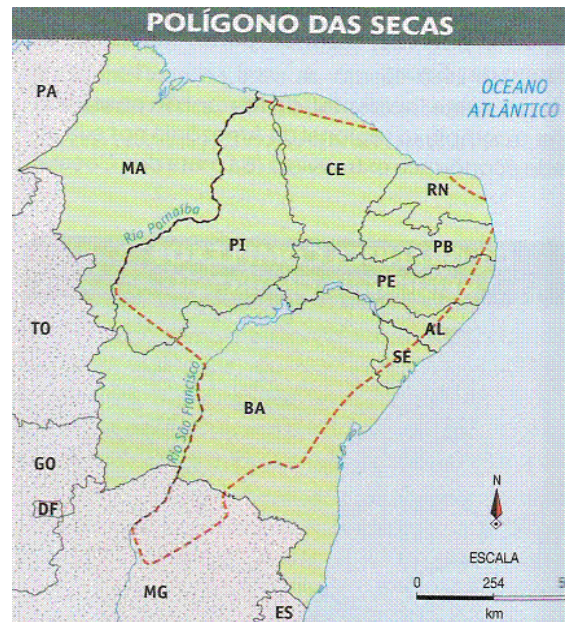 POLÍGONO DAS SECAS
PA
OCEANO
ATLÂNTICO
MA
CE
RN
Rio Parnaíba
PI
PB
PE
TO
AL
SE
Rio São Francisco
BA
GO
DF
N
ESCALA
MG
0 254
ES
km